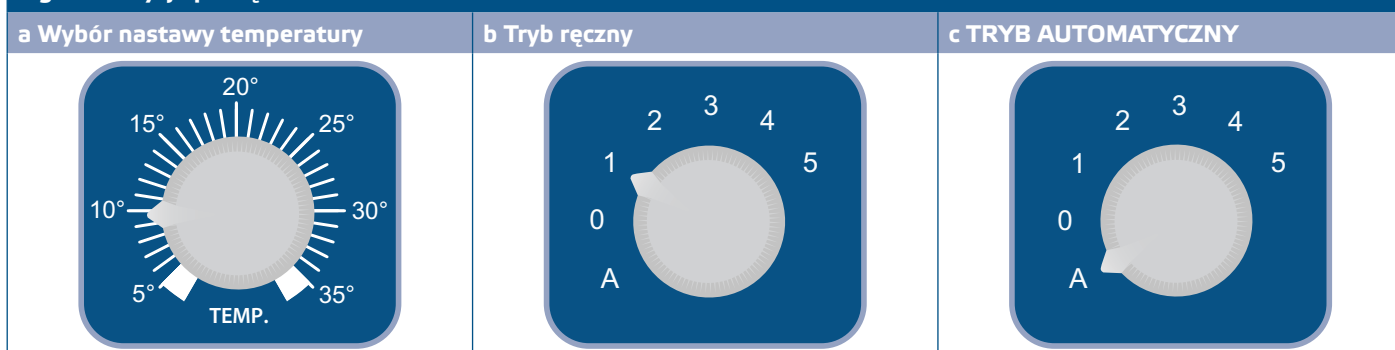 a Wybór nastawy temperatury
b Tryb ręczny
c TRYB AUTOMATYCZNY
20°
15° 25°
10° 30°
5° 35°
TEMP.
3
2 4
1 5
0
A
3
2 4
1 5
0
A